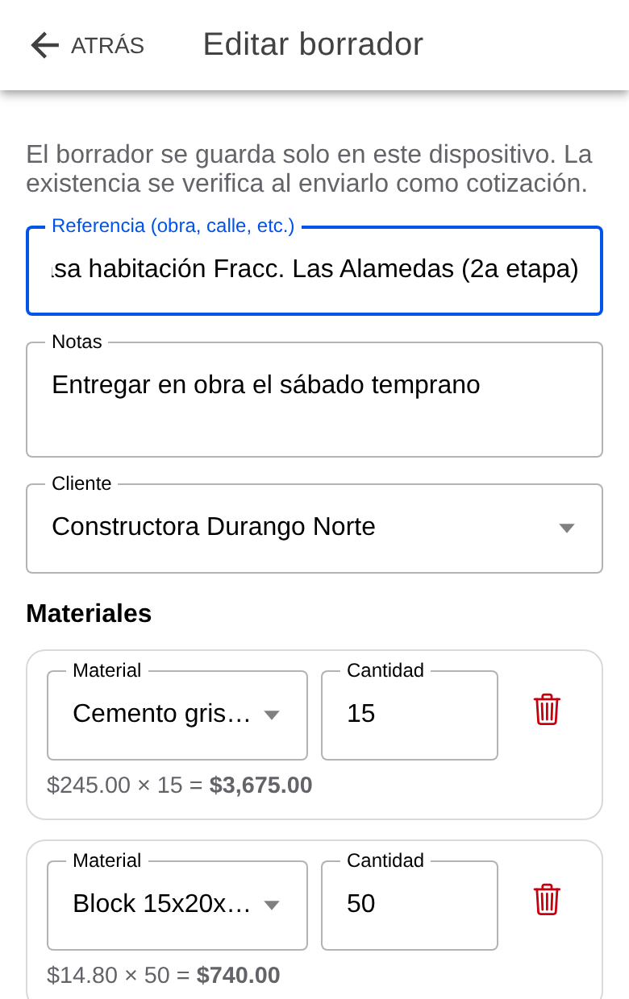 ATRÁS Editar borrador
El borrador se guarda solo en este dispositivo. La
existencia se verifica al enviarlo como cotización.
Referencia (obra, calle, etc.)
habitación Fracc. Las Alamedas (2a etapa)
Notas
Entregar en obra el sábado temprano
Cliente
Constructora Durango Norte
Materiales
Material Cantidad
Cemento gris… 15
$245.00 × 15 = $3,675.00
Material Cantidad
Block 15x20x… 50
$14.80 × 50 = $740.00